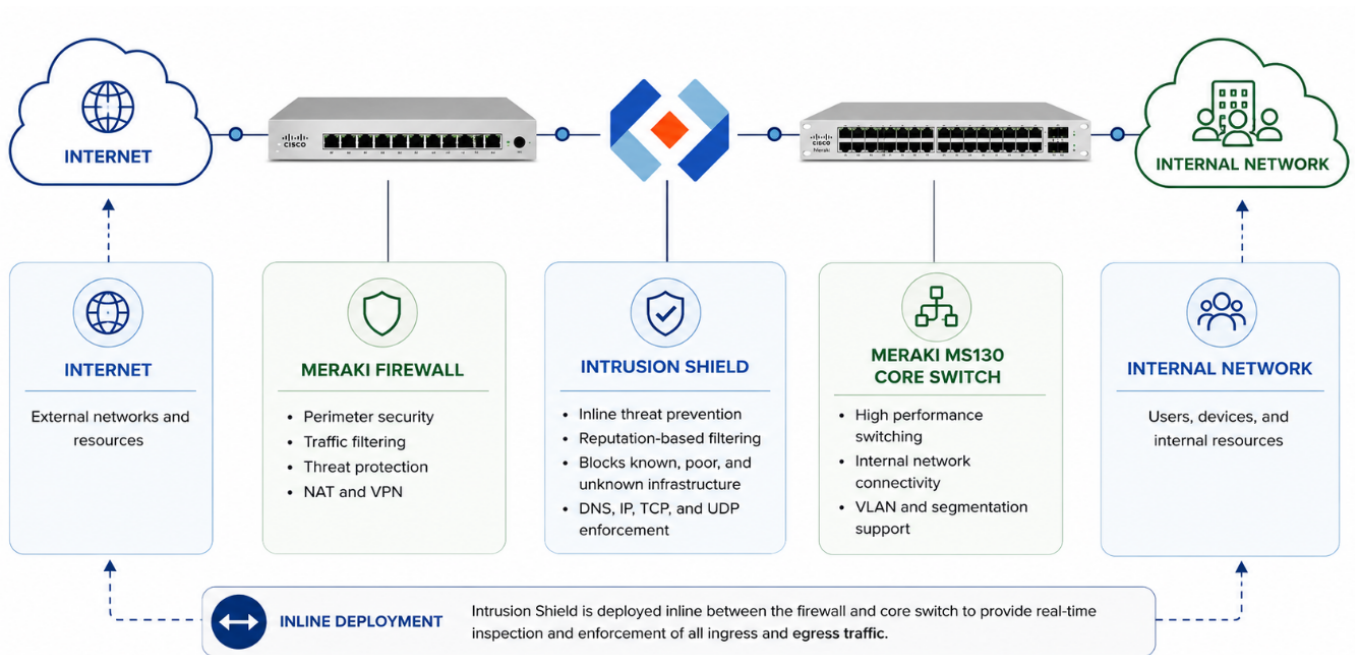 INTERNET
CISCO
CISCO
Meraki
INTERNAL NETWORK
INTERNET
External networks and
resources
MERAKI FIREWALL
• Perimeter security
• Traffic filtering
• Threat protection
• NAT and VPN
INTRUSION SHIELD
• Inline threat prevention
• Reputation-based filtering
• Blocks known, poor, and
unknown infrastructure
• DNS, IP, TCP, and UDP
enforcement
MERAKI MS130
CORE SWITCH
• High performance
switching
• Internal network
connectivity
• VLAN and segmentation
support
INTERNAL NETWORK
Users, devices, and
internal resources
INLINE DEPLOYMENT
Intrusion Shield is deployed inline between the firewall and core switch to provide real-time
inspection and enforcement of all ingress and egress traffic.